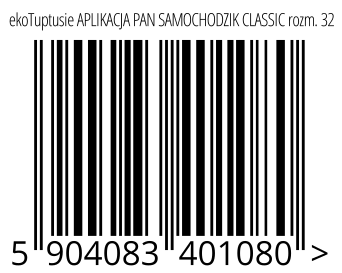 ekoTuptusie APLIKACJA PAN SAMOCHODZIK CLASSIC rozm. 32
5 904083 401080 >